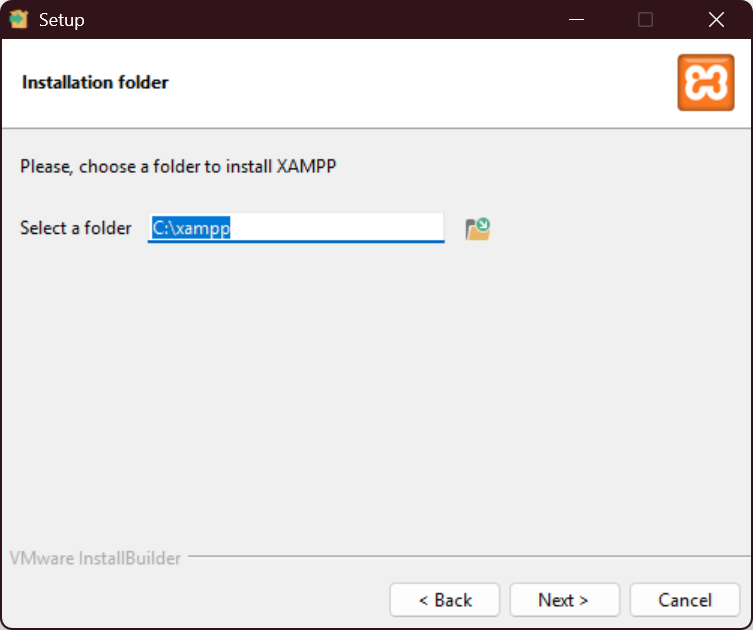 Setup
Installation folder
Please, choose a folder to install XAMPP
Select a folder C:\xampp
VMware InstallBuilder
< Back Next > Cancel